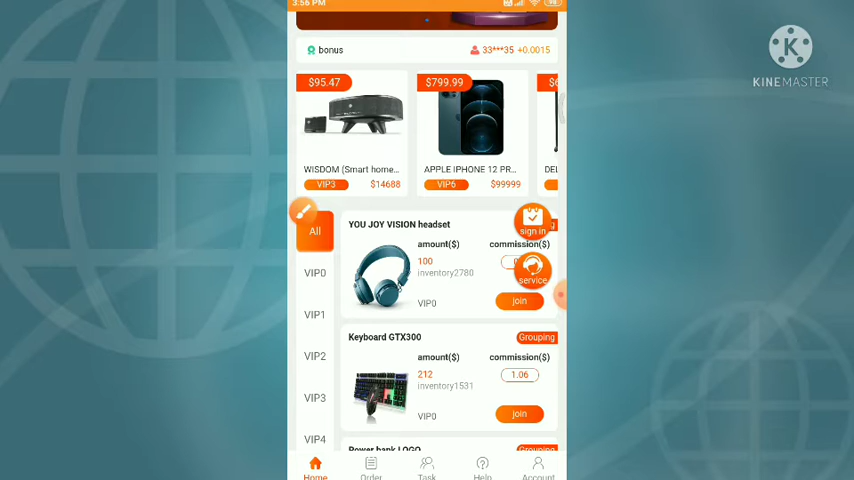 3:56 PM
98
bonus
33***35 +0.0015
$95.47
$799.99
WISDOM (Smart home...
APPLE IPHONE 12 PR...
DEL
VIP3
$14688
VIP6
$99999
YOU JOY VISION headset
sign in
All
amount($)
commission($)
100
inventory2780
service
VIP0
join
VIP0
VIP1
Keyboard GTX300
Grouping
amount($)
commission($)
VIP2
212
1.06
inventory1531
VIP3
VIP0
join
VIP4
Power bank LOGO
Grouping
Home
Order
Task
Help
Account
K
KINEMASTER